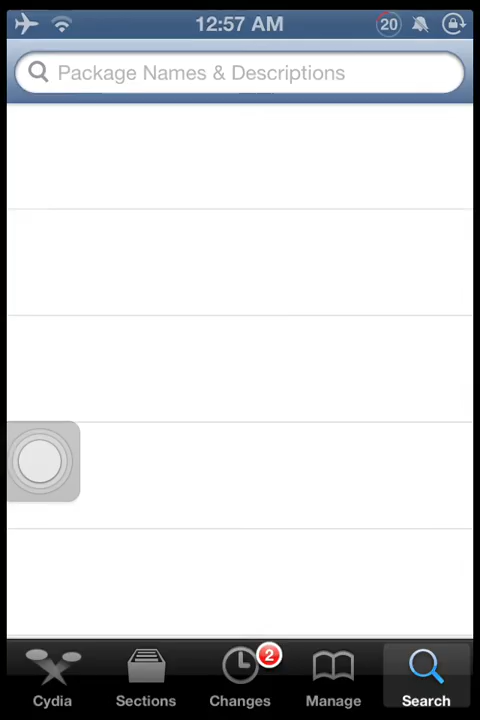 12:57 AM
20
Package Names & Descriptions
2
Cydia
Sections
Changes
Manage
Search